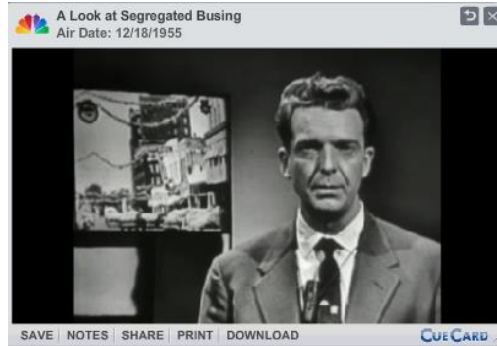 A Look at Segregated Busing
Air Date: 12/18/1955
SAVE NOTES SHARE PRINT DOWNLOAD CUECARD